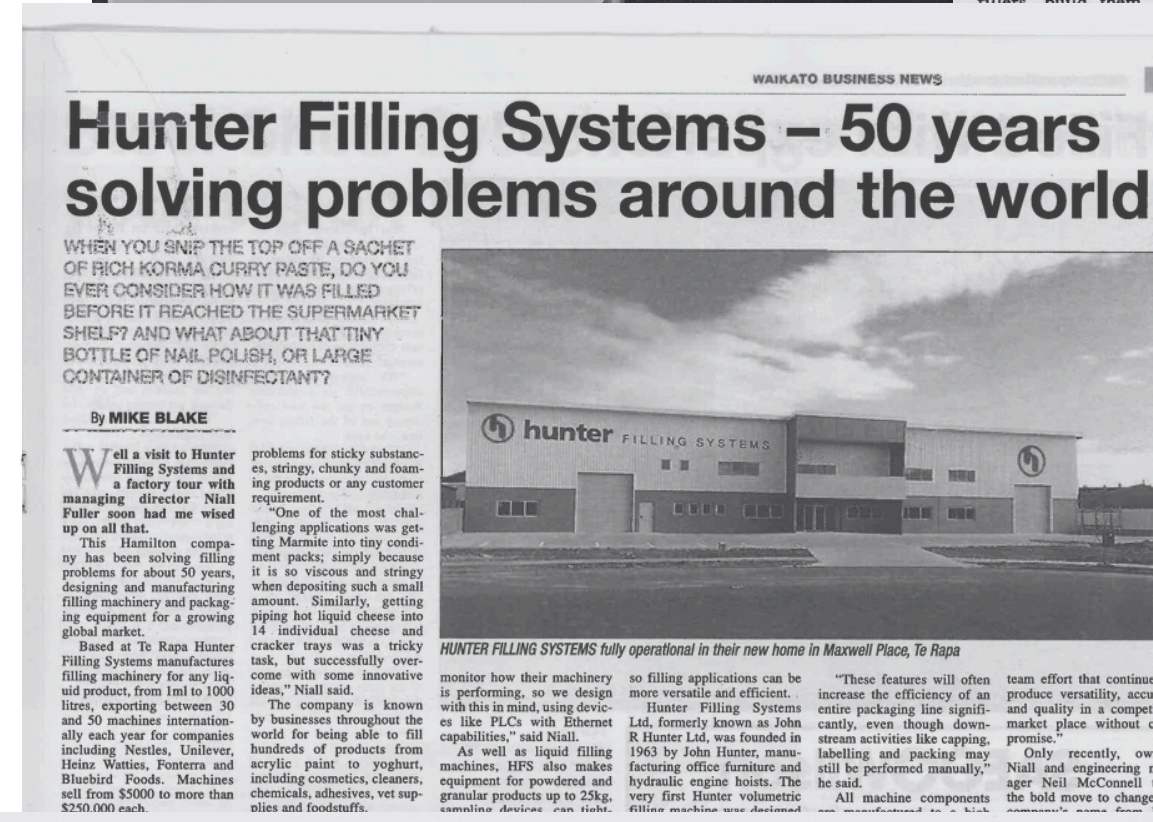 WAIKATO BUSINESS NEWS
Hunter Filling Systems – 50 years
solving problems around the world
WHEN YOU SNIP THE TOP OFF A SACHET
OF RICH KORMA CURRY PASTE, DO YOU
EVER CONSIDER HOW IT WAS FILLED
BEFORE IT REACHED THE SUPERMARKET
SHELF? AND WHAT ABOUT THAT TINY
BOTTLE OF NAIL POLISH, OR LARGE
CONTAINER OF DISINFECTANT?
By MIKE BLAKE
Well a visit to Hunter
Filling Systems and
a factory tour with
managing director Niall
Fuller soon had me wised
up on all that.
This Hamilton compa-
ny has been solving filling
problems for about 50 years,
designing and manufacturing
filling machinery and packag-
ing equipment for a growing
global market.
Based at Te Rapa Hunter
Filling Systems manufactures
filling machinery for any liq-
uid product, from 1ml to 1000
litres, exporting between 30
and 50 machines internation-
ally each year for companies
including Nestles, Unilever,
Heinz Watties, Fonterra and
Bluebird Foods. Machines
sell from $5000 to more than
$250,000 each.
problems for sticky substanc-
es, stringy, chunky and foam-
ing products or any customer
requirement.
"One of the most chal-
lenging applications was get-
ting Marmite into tiny condi-
ment packs; simply because
it is so viscous and stringy
when depositing such a small
amount. Similarly, getting
piping hot liquid cheese into
14 individual cheese and
cracker trays was a tricky
task, but successfully over-
come with some innovative
ideas," Niall said.
The company is known
by businesses throughout the
world for being able to fill
hundreds of products from
acrylic paint to yoghurt,
including cosmetics, cleaners,
chemicals, adhesives, vet sup-
plies and foodstuffs.
hunter FILLING SYSTEMS
HUNTER FILLING SYSTEMS fully operational in their new home in Maxwell Place, Te Rapa
monitor how their machinery
is performing, so we design
with this in mind, using devic-
es like PLCs with Ethernet
capabilities," said Niall.
As well as liquid filling
machines, HFS also makes
equipment for powdered and
granular products up to 25kg,
sampling devices, can tight-
so filling applications can be
more versatile and efficient.
Hunter Filling Systems
Ltd, formerly known as John
R Hunter Ltd, was founded in
1963 by John Hunter, manu-
facturing office furniture and
hydraulic engine hoists. The
very first Hunter volumetric
filling machine was designed
"These features will often
increase the efficiency of an
entire packaging line signifi-
cantly, even though down-
stream activities like capping,
labelling and packing may
still be performed manually,"
he said.
All machine components
are manufactured to a high
team effort that continue
produce versatility, accu
and quality in a compet
market place without c
promise."
Only recently, ow
Niall and engineering
ager Neil McConnell
the bold move to change
company's name from